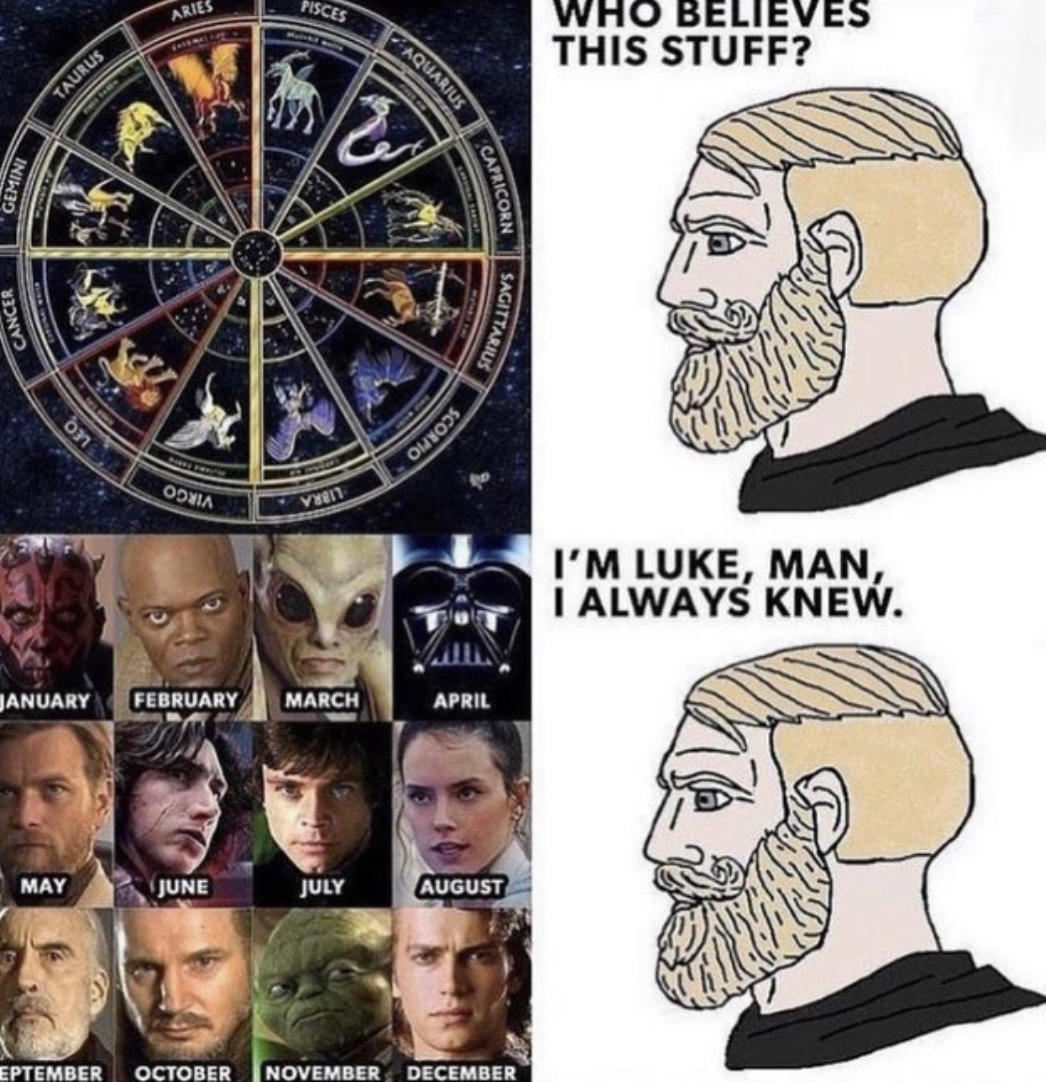 ARIES
PISCES
TAURUS
AQUARIUS
GEMINI
CAPRICORN
CANCER
SAGITTARIUS
LEO
SCORPIO
VIRGO
LIBRA
WHO BELIEVES
THIS STUFF?
JANUARY
FEBRUARY
MARCH
APRIL
MAY
JUNE
JULY
AUGUST
EPTEMBER
OCTOBER
NOVEMBER
DECEMBER
I'M LUKE, MAN,
I ALWAYS KNEW.